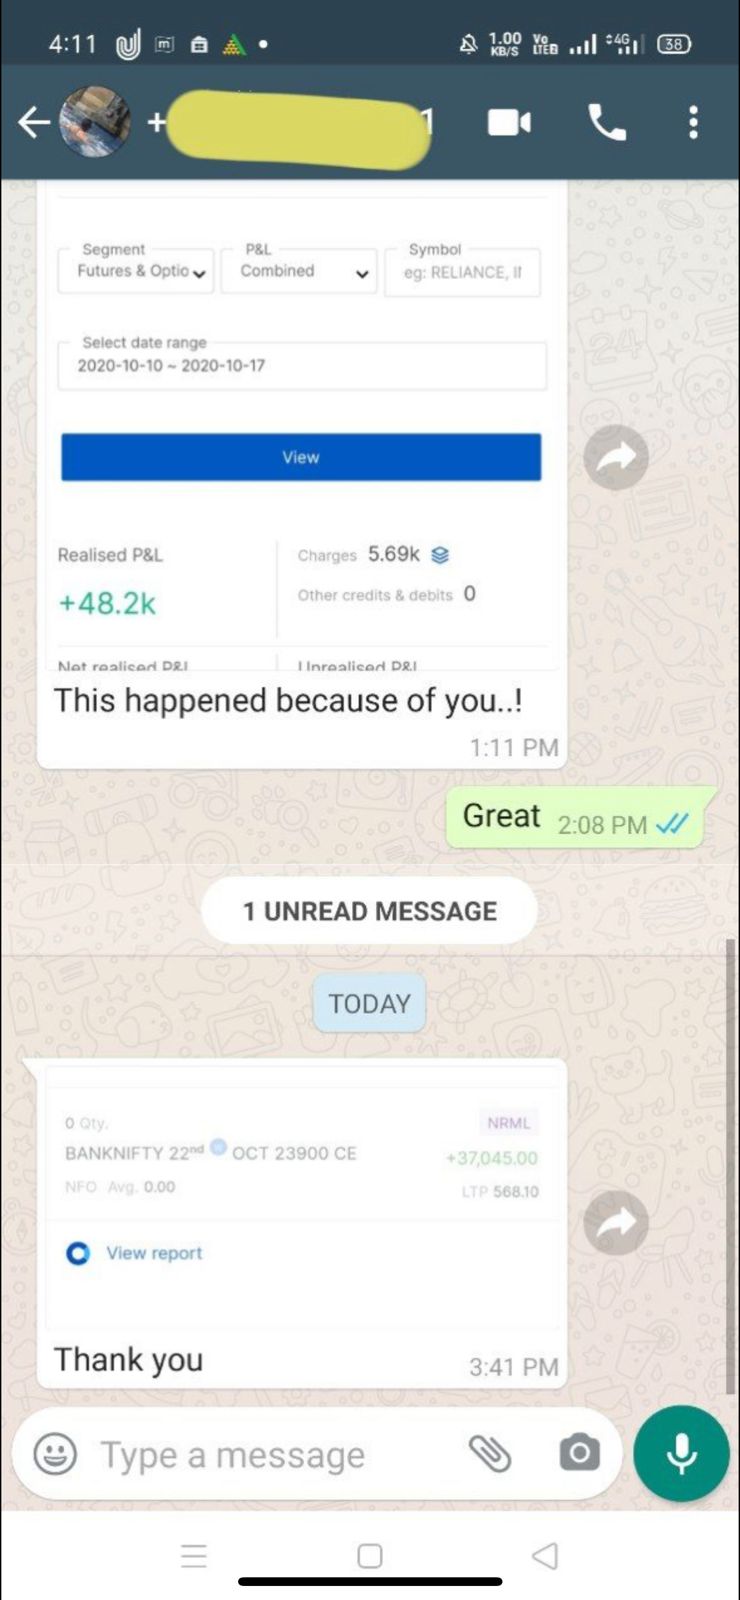 4:11 1.00 KB/S Vo LTE2 4G 38
+ 1
Segment P&L Symbol
Futures & Optio Combined eg: RELIANCE, II
Select date range
2020-10-10 ~ 2020-10-17
View
Realised P&L Charges 5.69k
+48.2k Other credits & debits 0
Net realised P&L Unrealised P&L
This happened because of you..!
1:11 PM
Great 2:08 PM
1 UNREAD MESSAGE
TODAY
0 Qty. NRML
BANKNIFTY 22nd OCT 23900 CE +37,045.00
NFO Avg. 0.00 LTP 568.10
View report
Thank you 3:41 PM
Type a message